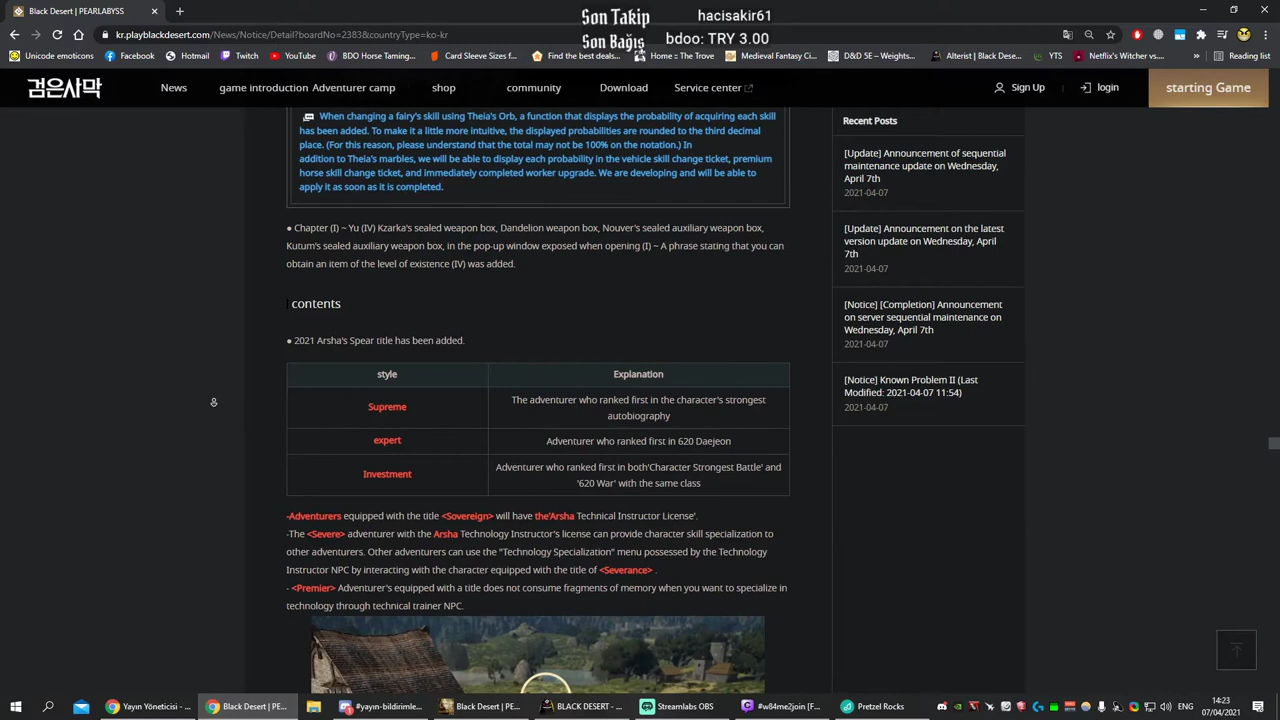 Black Desert | PEARLABYSS
Son Takip
hacisakir61
Son Bağış
bdoo: TRY 3.00
kr.playblackdesert.com/News/Notice/Detail?boardNo=2383&countryType=ko-kr
Unicode emoticons
Facebook
Twitch
YouTube
BDO Harita
Hotmail
BDO Horse Taming...
Card Sleeve Sizes f...
Find the best deals...
Home :: The Trove
Medieval Fantasy Ci...
D&D 5E – Weights...
Alterist | Black Dese...
YTS
Netflix's Witcher vs...
Reading list
검은사막
News
game introduction
Adventurer camp
shop
community
Download
Service center
Sign Up
login
starting Game
When changing a fairy's skill using Theia's Orb, a function that displays the probability of acquiring each skill
has been added. To make it a little more intuitive, the displayed probabilities are rounded to the third decimal
place. (For this reason, please understand that the total may not be 100% on the notation.) In
addition to Theia's marbles, we will be able to display each probability in the vehicle skill change ticket, premium
horse skill change ticket, and immediately completed worker upgrade. We are developing and will be able to
apply it as soon as it is completed.
● Chapter (I) ~ Yu (IV) Kzarka's sealed weapon box, Dandelion weapon box, Nouver's sealed auxiliary weapon box,
Kutum's sealed auxiliary weapon box, in the pop-up window exposed when opening (I) ~ A phrase stating that you can
obtain an item of the level of existence (IV) was added.
contents
● 2021 Arsha's Spear title has been added.
style
Explanation
Supreme
The adventurer who ranked first in the character's strongest
autobiography
expert
Adventurer who ranked first in 620 Daejeon
Investment
Adventurer who ranked first in both'Character Strongest Battle' and
'620 War' with the same class
-Adventurers equipped with the title <Sovereign> will have the'Arsha Technical Instructor License'.
-The <Severe> adventurer with the Arsha Technology Instructor's license can provide character skill specialization to
other adventurers. Other adventurers can use the "Technology Specialization" menu possessed by the Technology
Instructor NPC by interacting with the character equipped with the title of <Severance> .
- <Premier> Adventurer's equipped with a title does not consume fragments of memory when you want to specialize in
technology through technical trainer NPC.
Recent Posts
[Update] Announcement of sequential
maintenance update on Wednesday,
April 7th
2021-04-07
[Update] Announcement on the latest
version update on Wednesday, April
7th
2021-04-07
[Notice] [Completion] Announcement
on server sequential maintenance on
Wednesday, April 7th
2021-04-07
[Notice] Known Problem II (Last
Modified: 2021-04-07 11:54)
2021-04-07
Yayın Yöneticisi - ...
Black Desert | PE...
#yayın-bildirimle...
Black Desert | PE...
BLACK DESERT - ...
Streamlabs OBS
#w84me2join [F...
Pretzel Rocks
14:23
07/04/2021